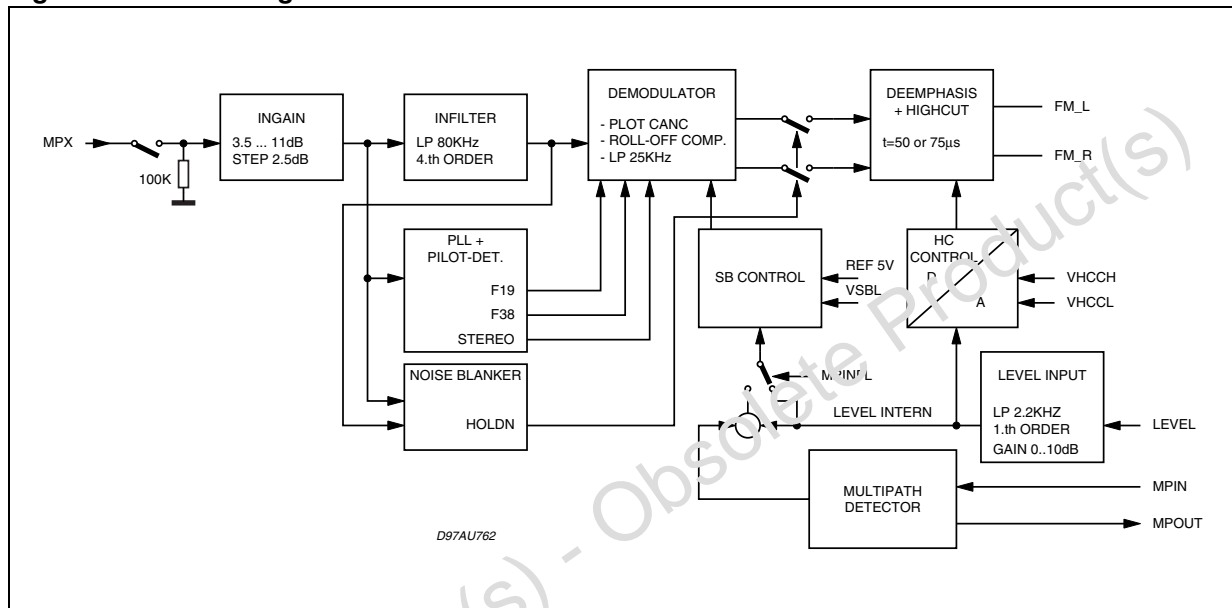 MPX
100K
INGAIN
3.5 ... 11dB
STEP 2.5dB
INFILTER
LP 80KHz
4.th ORDER
DEMODULATOR
- PLOT CANC
- ROLL-OFF COMP.
- LP 25KHz
DEEMPHASIS
+ HIGHCUT
t=50 or 75µs
FM_L
FM_R
PLL +
PILOT-DET.
F19
F38
STEREO
NOISE BLANKER
HOLDN
SB CONTROL
REF 5V
VSBL
HC
CONTROL
D
A
VHCCH
VHCCL
LEVEL INTERN
LEVEL INPUT
LP 2.2KHZ
1.th ORDER
GAIN 0..10dB
LEVEL
MULTIPATH
DETECTOR
MPIN
MPOUT
D97AU762
(s) - Obsolete Product(s)